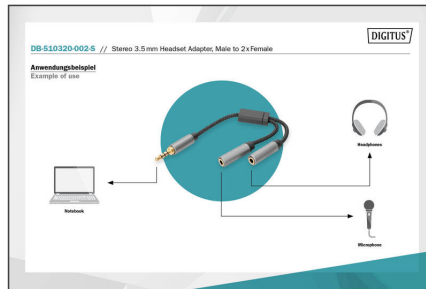 DIGITUS®
DB-510320-002-S // Stereo 3.5 mm Headset Adapter, Male to 2x Female
Anwendungsbeispiel
Example of use
Headphones
Notebook
Microphone